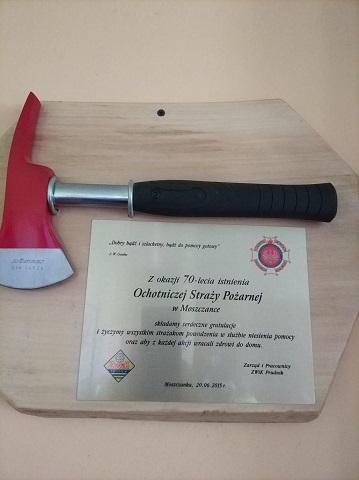 „Dobry bądź i szlachetny, bądź do pomocy gotowy”
J. W. Goethe
Z okazji 70-lecia istnienia
Ochotniczej Straży Pożarnej
w Moszczance
składamy serdeczne gratulacje
i życzymy wszystkim strażakom powodzenia w służbie niesienia pomocy
oraz aby z każdej akcji wracali zdrowi do domu.
Zarząd i Pracownicy
ZWiK Prudnik
Moszczanka, 20.06.2015 r.